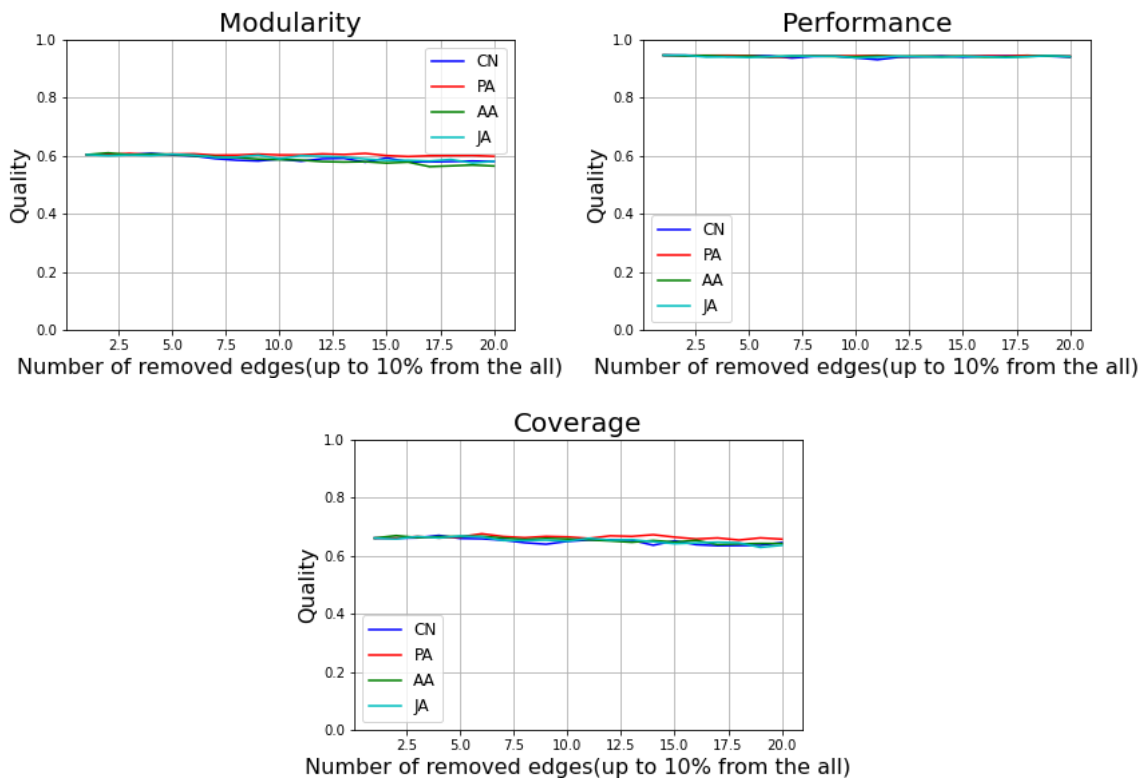 Modularity
1.0
0.8
0.6
0.4
0.2
0.0
Quality
CN
PA
AA
JA
2.5 5.0 7.5 10.0 12.5 15.0 17.5 20.0
Number of removed edges(up to 10% from the all)
Performance
1.0
0.8
0.6
0.4
0.2
0.0
Quality
CN
PA
AA
JA
2.5 5.0 7.5 10.0 12.5 15.0 17.5 20.0
Number of removed edges(up to 10% from the all)
Coverage
1.0
0.8
0.6
0.4
0.2
0.0
Quality
CN
PA
AA
JA
2.5 5.0 7.5 10.0 12.5 15.0 17.5 20.0
Number of removed edges(up to 10% from the all)